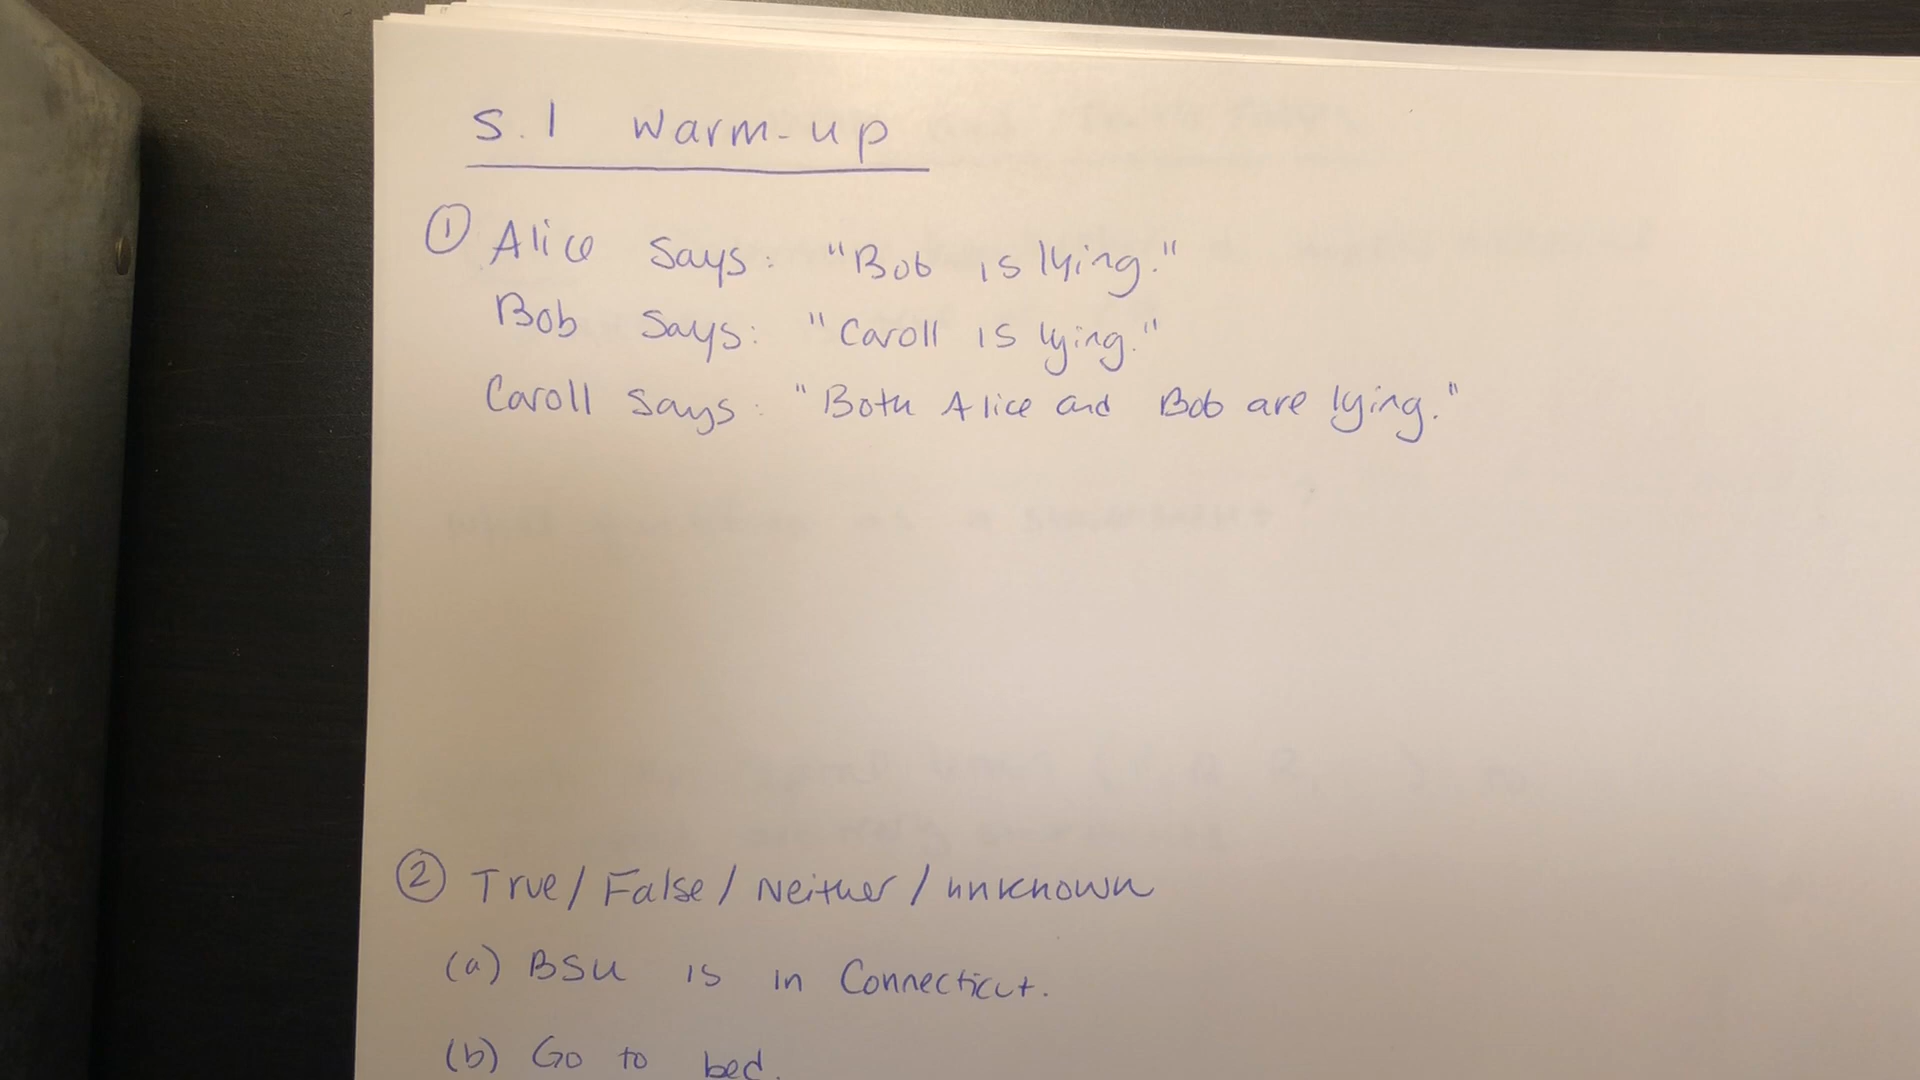 5.1 Warm-up
① Alice says: "Bob is lying."
Bob says: "Caroll is lying."
Caroll says: "Both Alice and Bob are lying."
② True/False/Neither/unknown
(a) BSU is in Connecticut.
(b) Go to bed.